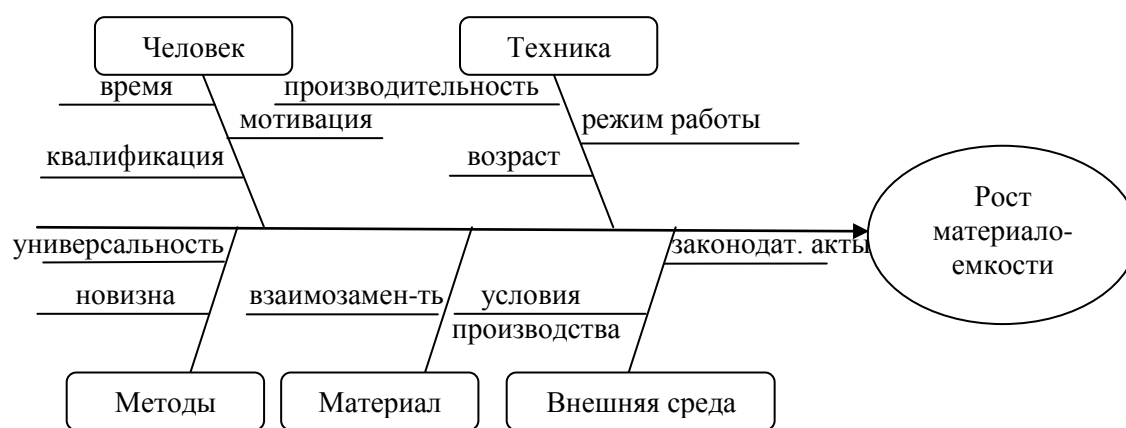 Человек
Техника
время
производительность
мотивация
режим работы
квалификация
возраст
Рост
материало-
емкости
универсальность
законодат. акты
новизна
взаимозамен-ть
условия
производства
Методы
Материал
Внешняя среда